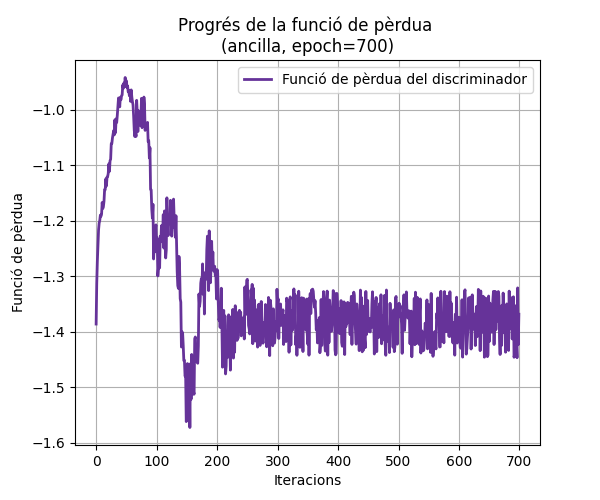 Progrés de la funció de pèrdua
(ancilla, epoch=700)
Funció de pèrdua del discriminador
Funció de pèrdua
−1.0
−1.1
−1.2
−1.3
−1.4
−1.5
−1.6
0 100 200 300 400 500 600 700
Iteracions